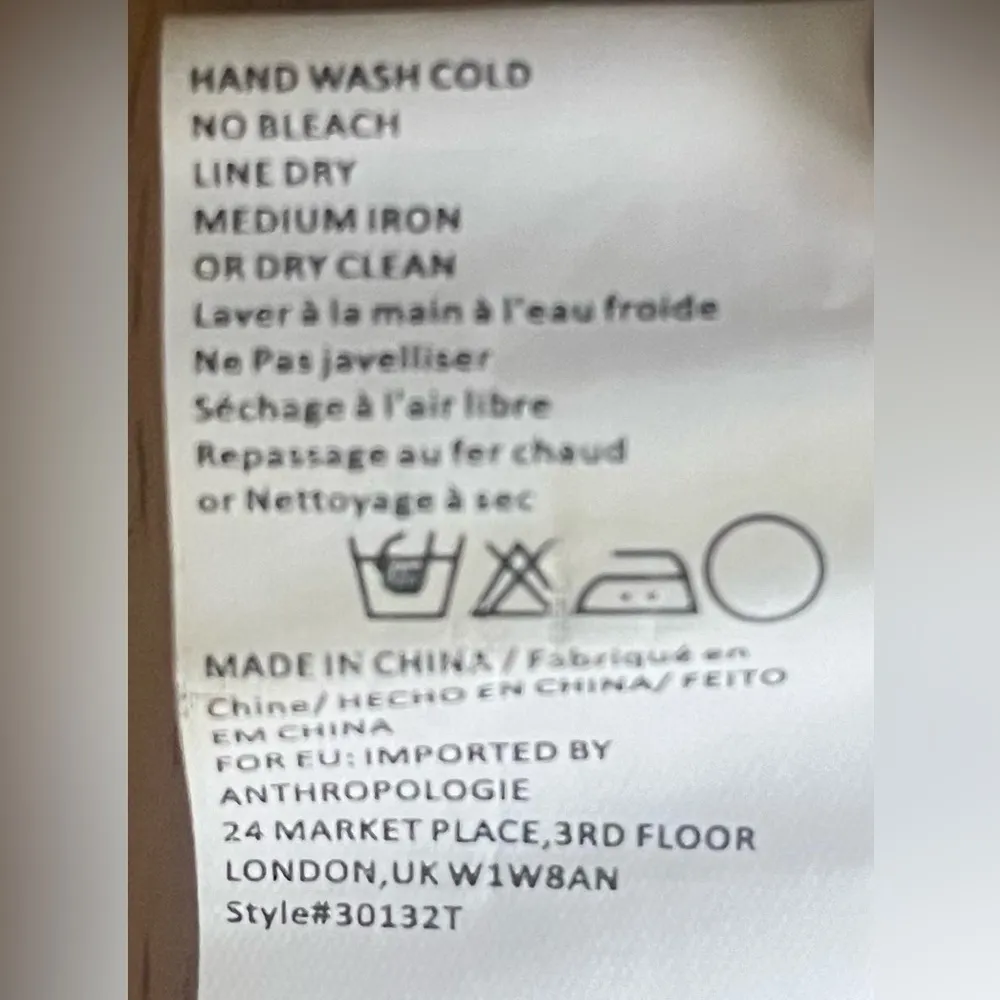 HAND WASH COLD
NO BLEACH
LINE DRY
MEDIUM IRON
OR DRY CLEAN
Laver à la main à l'eau froide
Ne Pas javelliser
Séchage à l'air libre
Repassage au fer chaud
or Nettoyage à sec
MADE IN CHINA / Fabriqué en
Chine/ HECHO EN CHINA/ FEITO
EM CHINA
FOR EU: IMPORTED BY
ANTHROPOLOGIE
24 MARKET PLACE,3RD FLOOR
LONDON,UK W1W8AN
Style#30132T